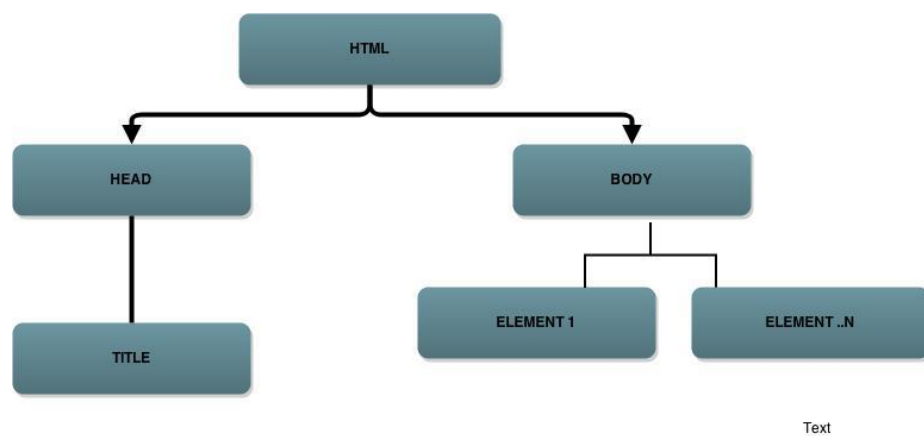 HTML
HEAD
BODY
ELEMENT 1
ELEMENT ..N
TITLE
Text